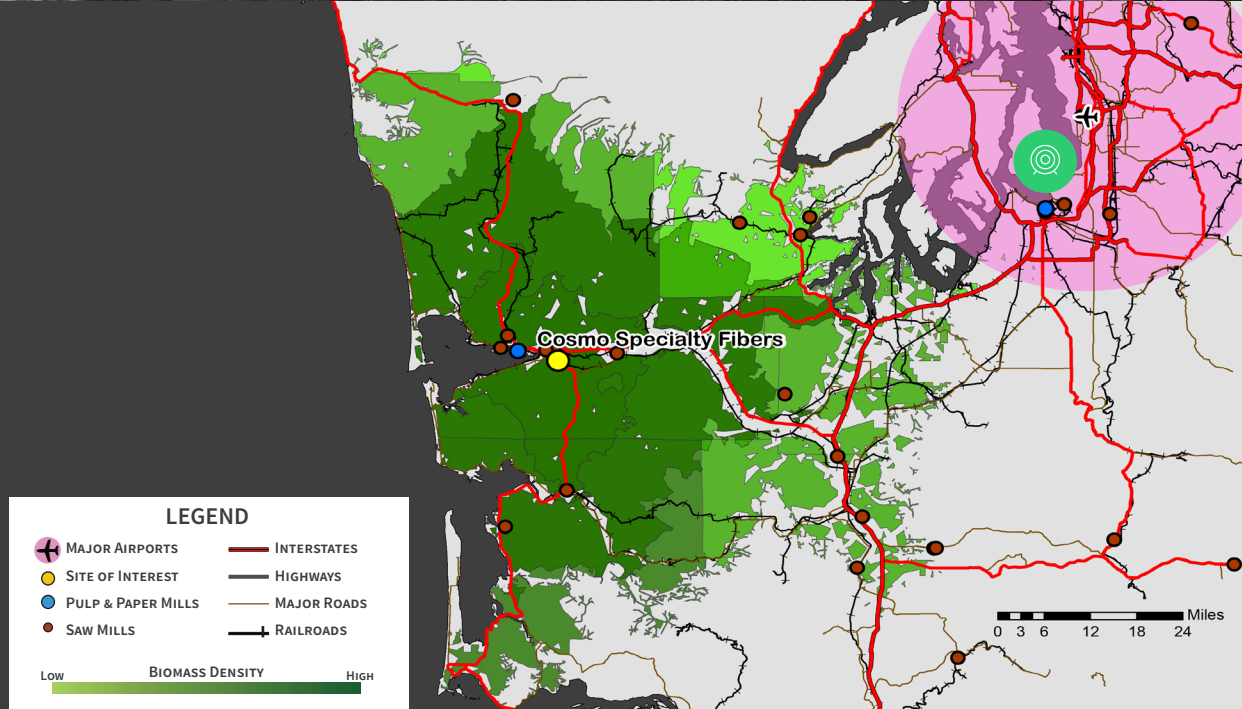 Cosmo Specialty Fibers
LEGEND
MAJOR AIRPORTS
SITE OF INTEREST
PULP & PAPER MILLS
SAW MILLS
INTERSTATES
HIGHWAYS
MAJOR ROADS
RAILROADS
BIOMASS DENSITY
LOW
HIGH
Miles
0 3 6 12 18 24